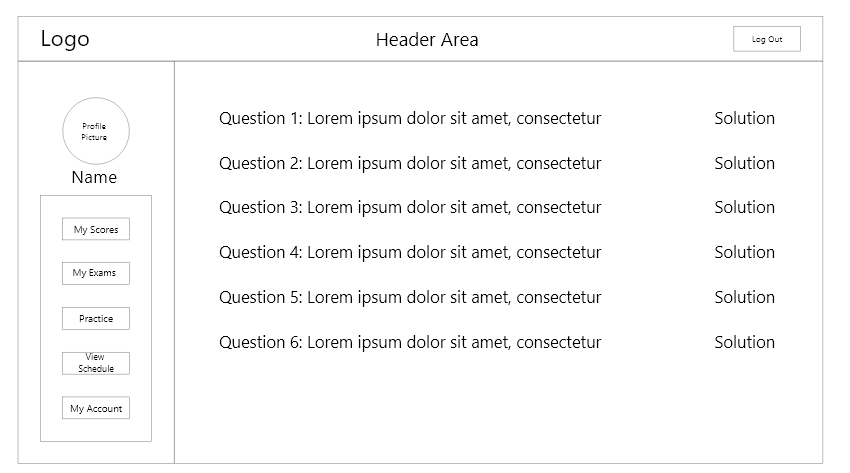 Logo
Header Area
Log Out
Profile
Picture
Name
My Scores
My Exams
Practice
View
Schedule
My Account
Question 1: Lorem ipsum dolor sit amet, consectetur Solution
Question 2: Lorem ipsum dolor sit amet, consectetur Solution
Question 3: Lorem ipsum dolor sit amet, consectetur Solution
Question 4: Lorem ipsum dolor sit amet, consectetur Solution
Question 5: Lorem ipsum dolor sit amet, consectetur Solution
Question 6: Lorem ipsum dolor sit amet, consectetur Solution